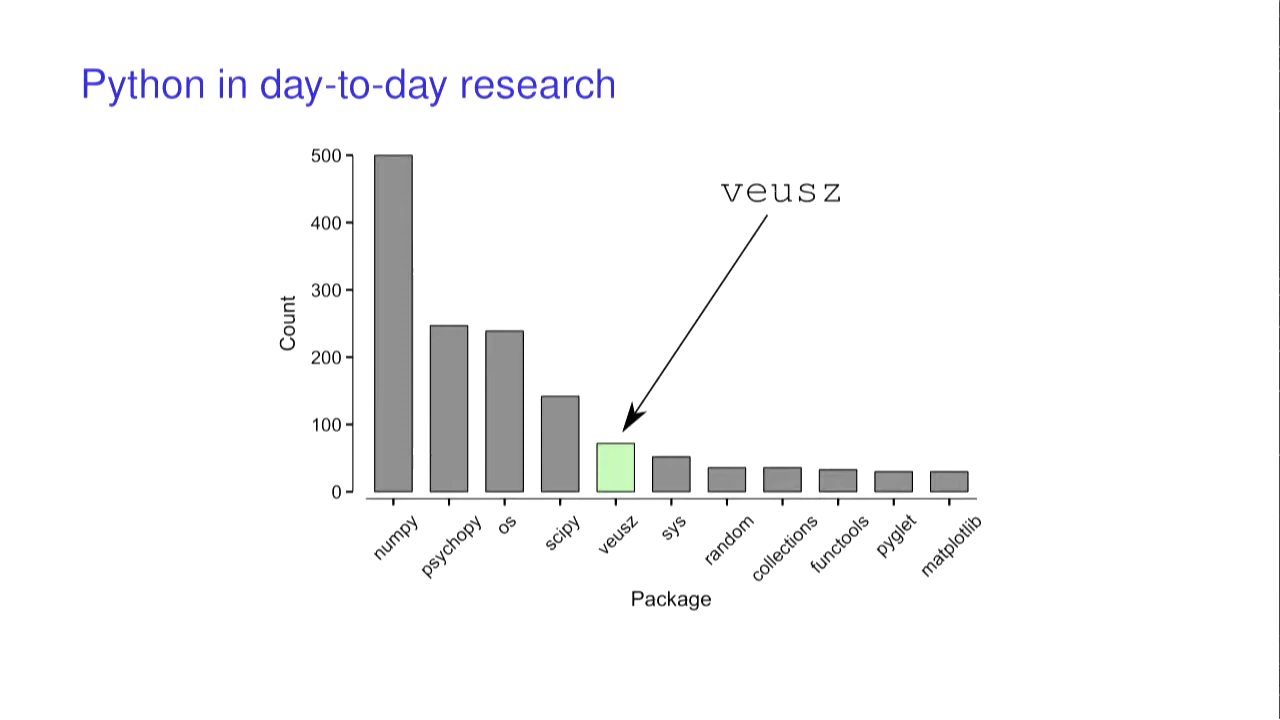 Python in day-to-day research
500
400
300
200
100
0
Count
veusz
numpy
psychopy
os
scipy
veusz
sys
random
collections
functools
pyglet
matplotlib
Package